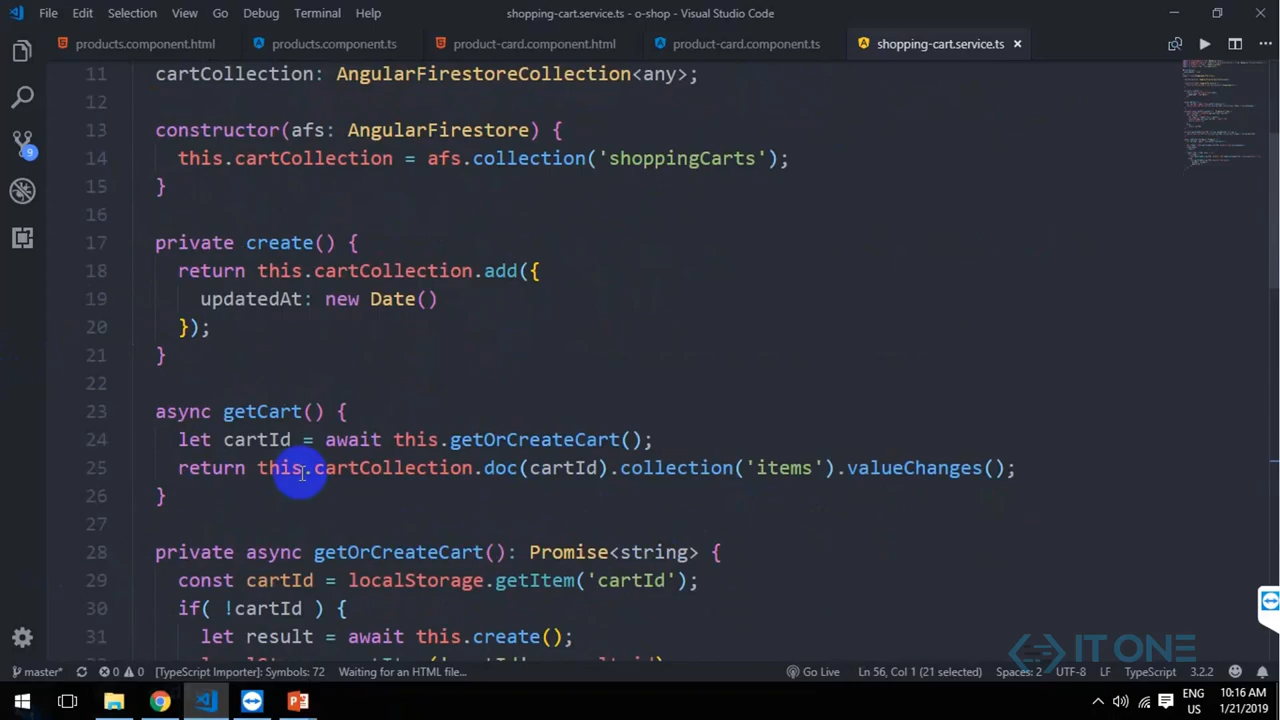 File Edit Selection View Go Debug Terminal Help shopping-cart.service.ts - o-shop - Visual Studio Code
products.component.html products.component.ts product-card.component.html product-card.component.ts shopping-cart.service.ts
11 cartCollection: AngularFirestoreCollection<any>;
12
13 constructor(afs: AngularFirestore) {
14 this.cartCollection = afs.collection('shoppingCarts');
15 }
16
17 private create() {
18 return this.cartCollection.add({
19 updatedAt: new Date()
20 });
21 }
22
23 async getCart() {
24 let cartId = await this.getOrCreateCart();
25 return this.cartCollection.doc(cartId).collection('items').valueChanges();
26 }
27
28 private async getOrCreateCart(): Promise<string> {
29 const cartId = localStorage.getItem('cartId');
30 if( !cartId ) {
31 let result = await this.create();
9
IT ONE
master* 0 0 [TypeScript Importer]: Symbols: 72 Waiting for an HTML file... Go Live Ln 56, Col 1 (21 selected) Spaces: 2 UTF-8 LF TypeScript 3.2.2
ENG 10:16 AM
US 1/21/2019